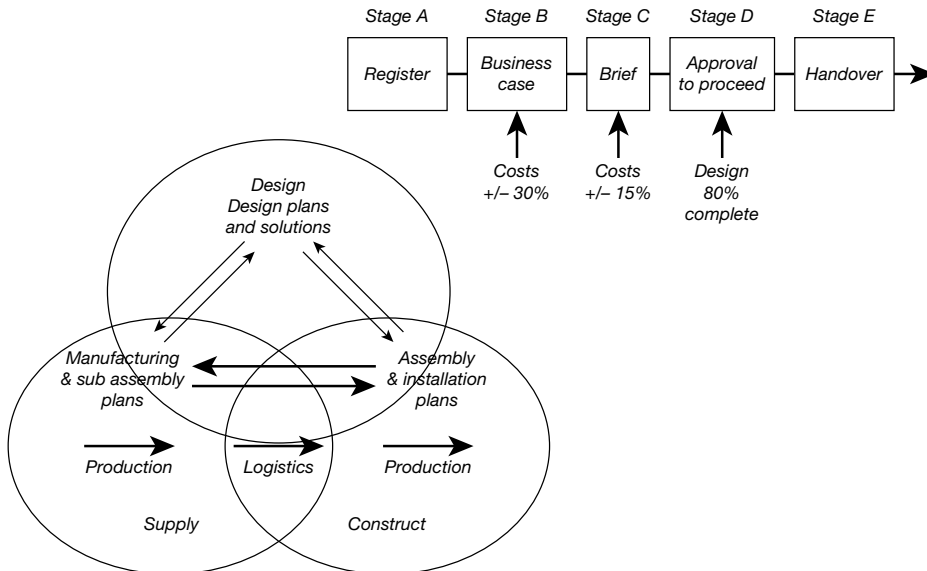 Stage A
Stage B
Stage C
Stage D
Stage E
Register
Business
case
Brief
Approval
to proceed
Handover
Costs
+/– 30%
Costs
+/– 15%
Design
80%
complete
Design
Design plans
and solutions
Manufacturing
& sub assembly
plans
Assembly
& installation
plans
Production
Logistics
Production
Supply
Construct